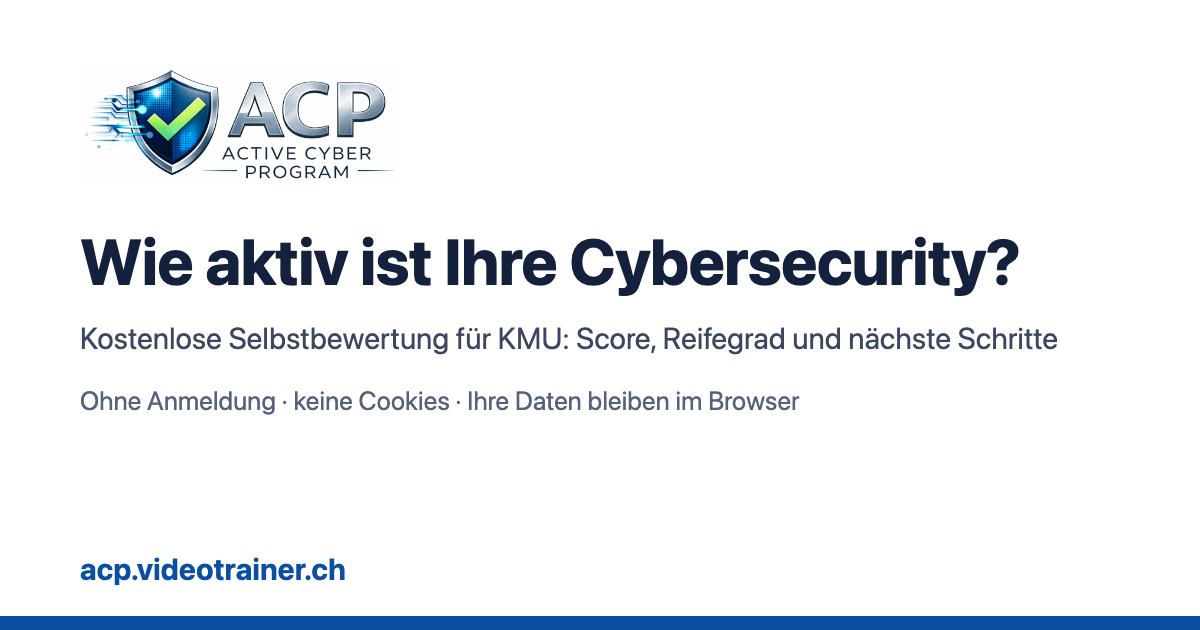 ACP
ACTIVE CYBER
PROGRAM
Wie aktiv ist Ihre Cybersecurity?
Kostenlose Selbstbewertung für KMU: Score, Reifegrad und nächste Schritte
Ohne Anmeldung · keine Cookies · Ihre Daten bleiben im Browser
acp.videotrainer.ch